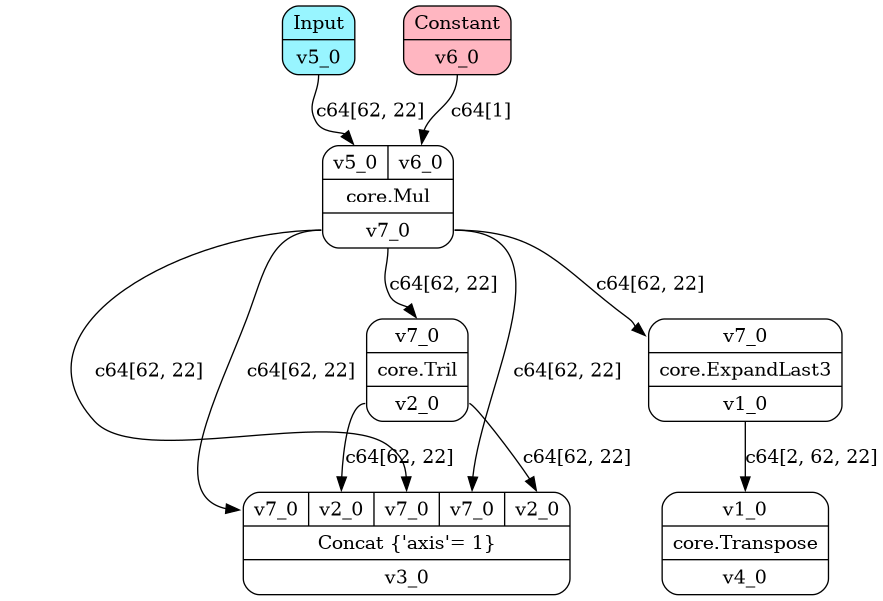 Input
v5_0
Constant
v6_0
c64[62, 22]
c64[1]
v5_0 v6_0
core.Mul
v7_0
c64[62, 22]
c64[62, 22]
v7_0
core.Tril
v2_0
v7_0
core.ExpandLast3
v1_0
c64[62, 22]
c64[62, 22]
c64[62, 22]
c64[62, 22]
c64[62, 22]
c64[2, 62, 22]
v7_0 v2_0 v7_0 v7_0 v2_0
Concat {'axis'= 1}
v3_0
v1_0
core.Transpose
v4_0